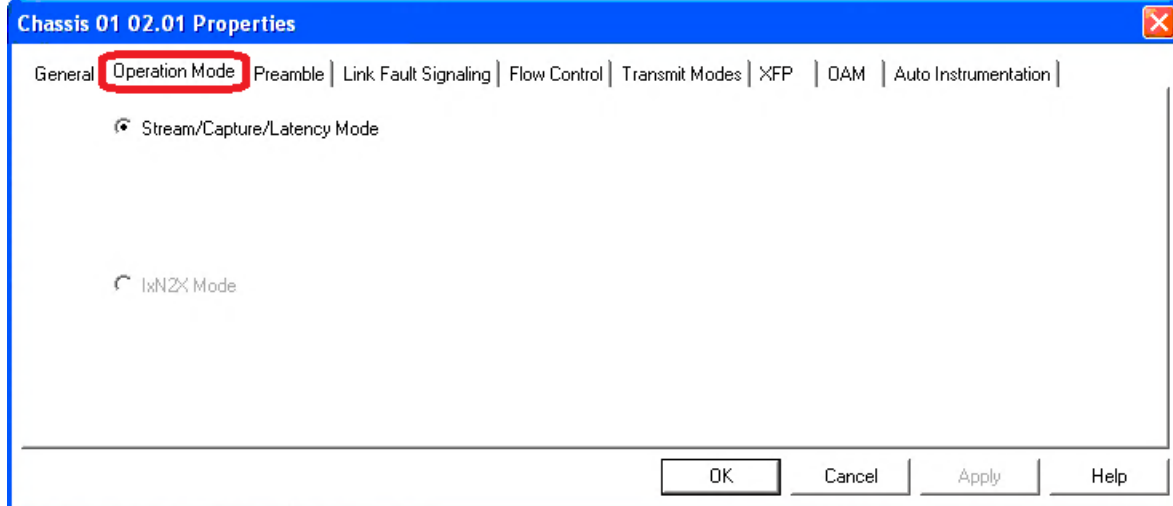 Chassis 01 02.01 Properties
General Operation Mode Preamble Link Fault Signaling Flow Control Transmit Modes XFP OAM Auto Instrumentation
Stream/Capture/Latency Mode
IxN2X Mode
OK Cancel Apply Help